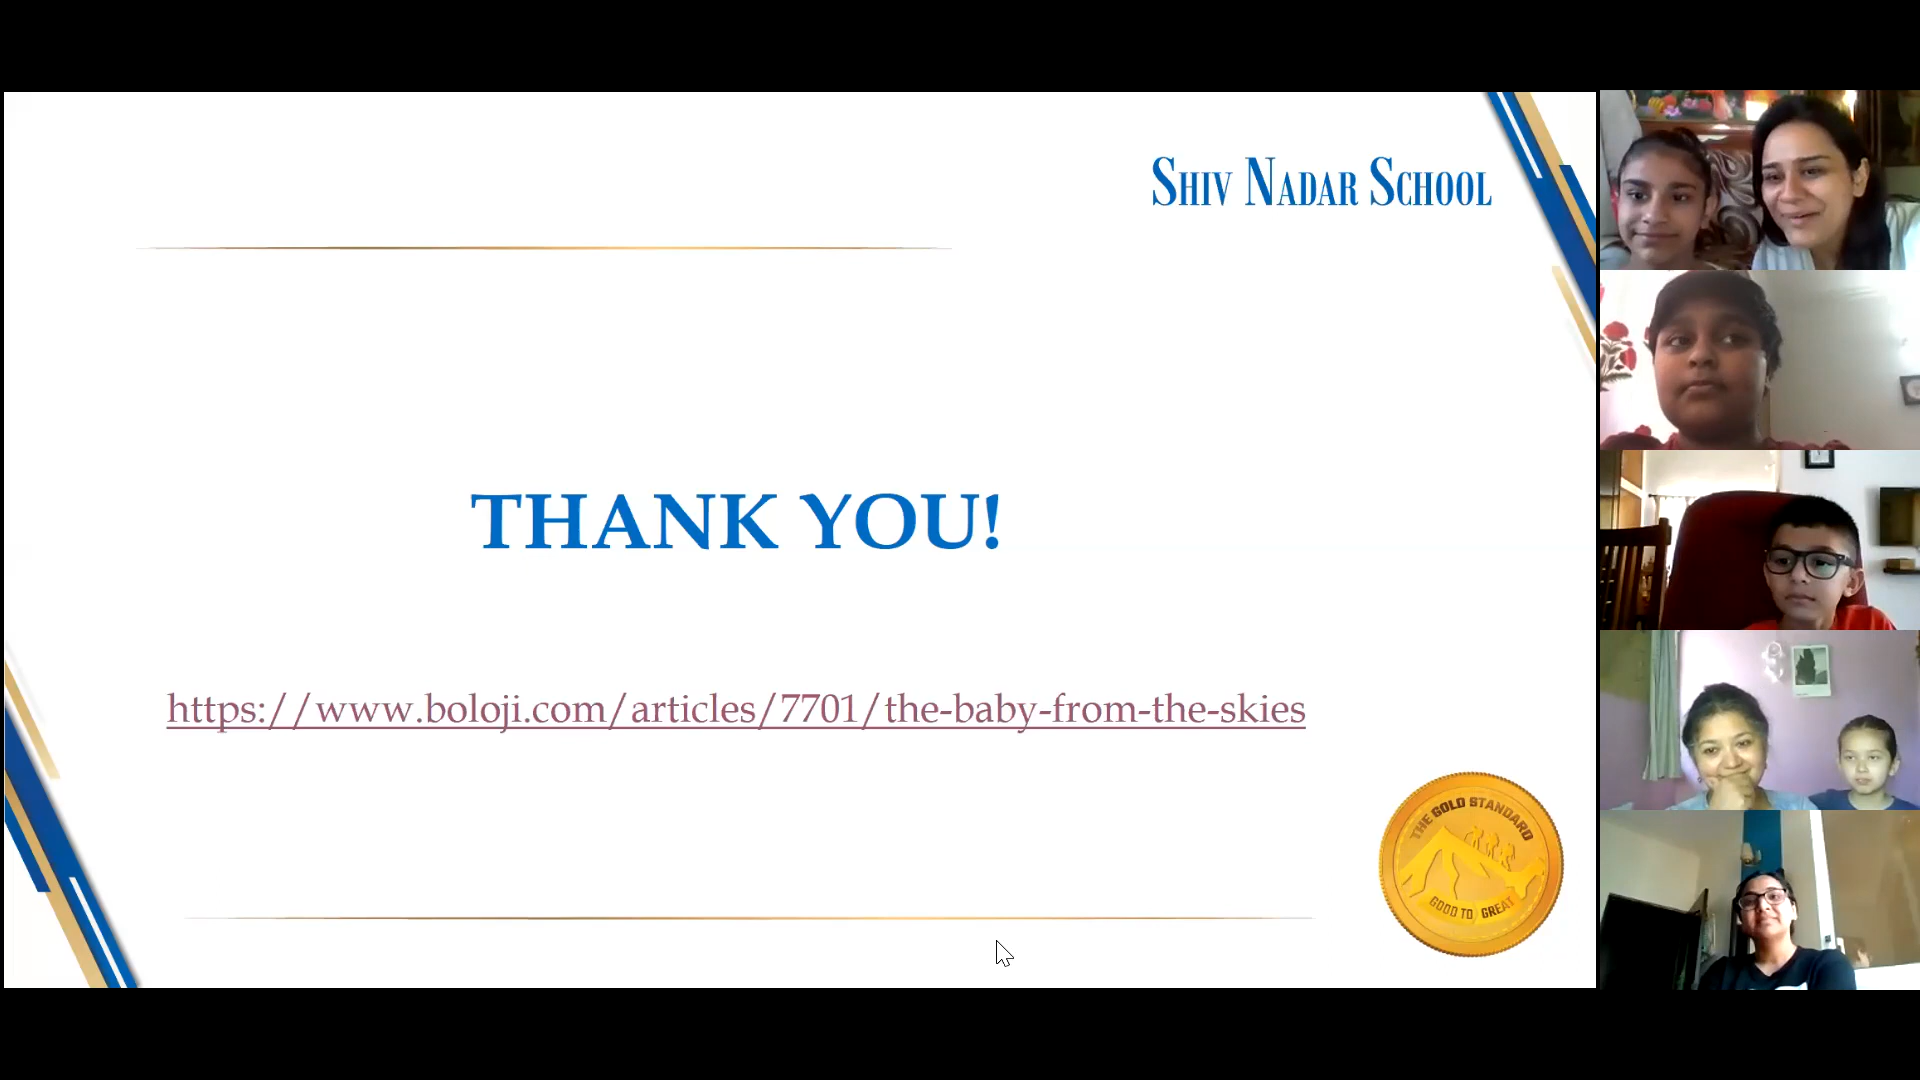 SHIV NADAR SCHOOL
THANK YOU!
https://www.boloji.com/articles/7701/the-baby-from-the-skies
THE GOLD STANDARD
GOOD TO GREAT